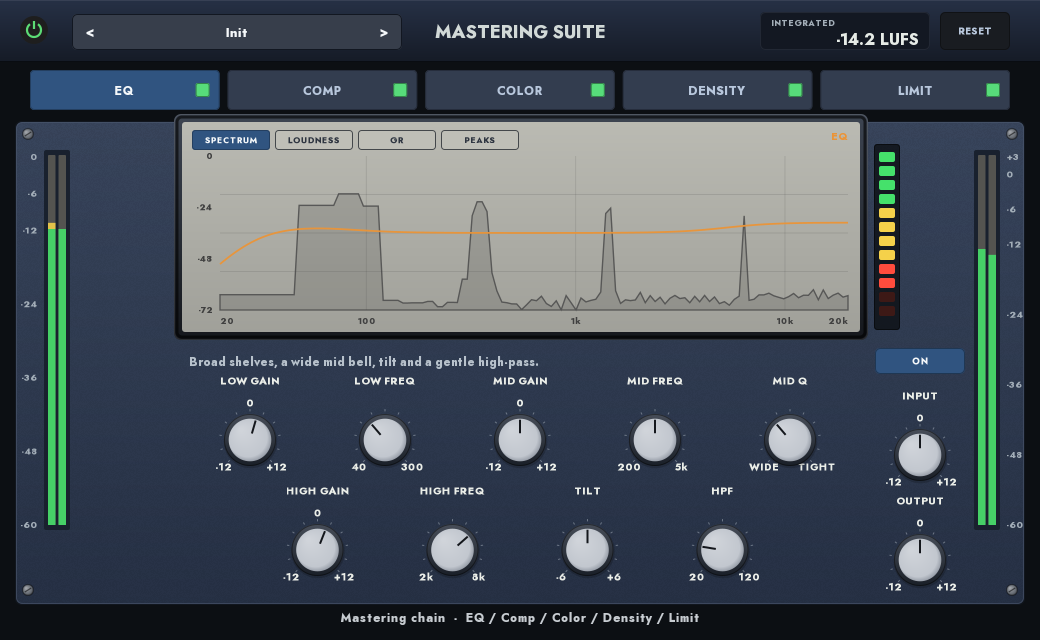 < Init >
MASTERING SUITE
INTEGRATED
-14.2 LUFS
RESET
EQ
COMP
COLOR
DENSITY
LIMIT
SPECTRUM
LOUDNESS
GR
PEAKS
EQ
0
-24
-48
-72
20
100
1k
10k
20k
0
-6
-12
-24
-36
-48
-60
+3
0
-6
-12
-24
-36
-48
-60
Broad shelves, a wide mid bell, tilt and a gentle high-pass.
ON
LOW GAIN
0
-12 +12
LOW FREQ
40 300
MID GAIN
0
-12 +12
MID FREQ
200 5k
MID Q
WIDE TIGHT
INPUT
0
-12 +12
HIGH GAIN
0
-12 +12
HIGH FREQ
2k 8k
TILT
-6 +6
HPF
20 120
OUTPUT
0
-12 +12
Mastering chain - EQ / Comp / Color / Density / Limit